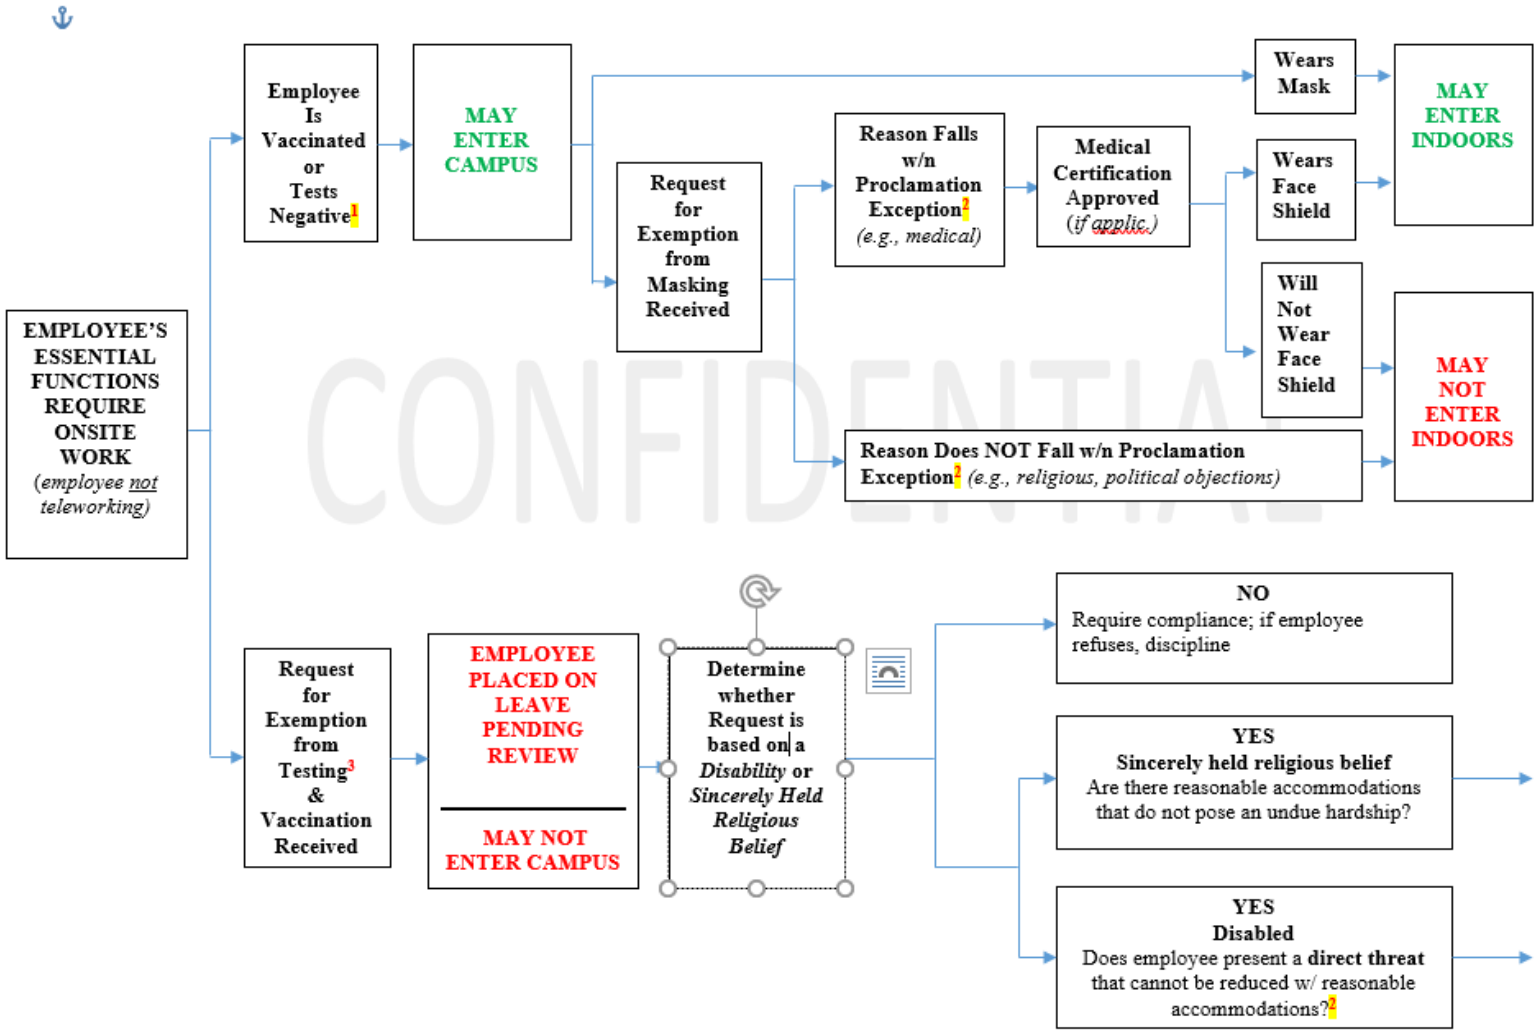 Employee
Is
Vaccinated
or
Tests
Negative1
MAY
ENTER
CAMPUS
Wears
Mask
MAY
ENTER
INDOORS
Request
for
Exemption
from
Masking
Received
Reason Falls
w/n
Proclamation
Exception2
(e.g., medical)
Medical
Certification
Approved
(if applic.)
Wears
Face
Shield
Will
Not
Wear
Face
Shield
MAY
NOT
ENTER
INDOORS
Reason Does NOT Fall w/n Proclamation
Exception2 (e.g., religious, political objections)
EMPLOYEE’S
ESSENTIAL
FUNCTIONS
REQUIRE
ONSITE
WORK
(employee not
teleworking)
CONFIDENTIAL
Request
for
Exemption
from
Testing3
&
Vaccination
Received
EMPLOYEE
PLACED ON
LEAVE
PENDING
REVIEW
MAY NOT
ENTER CAMPUS
Determine
whether
Request is
based on a
Disability or
Sincerely Held
Religious
Belief
NO
Require compliance; if employee
refuses, discipline
YES
Sincerely held religious belief
Are there reasonable accommodations
that do not pose an undue hardship?
YES
Disabled
Does employee present a direct threat
that cannot be reduced w/ reasonable
accommodations?2